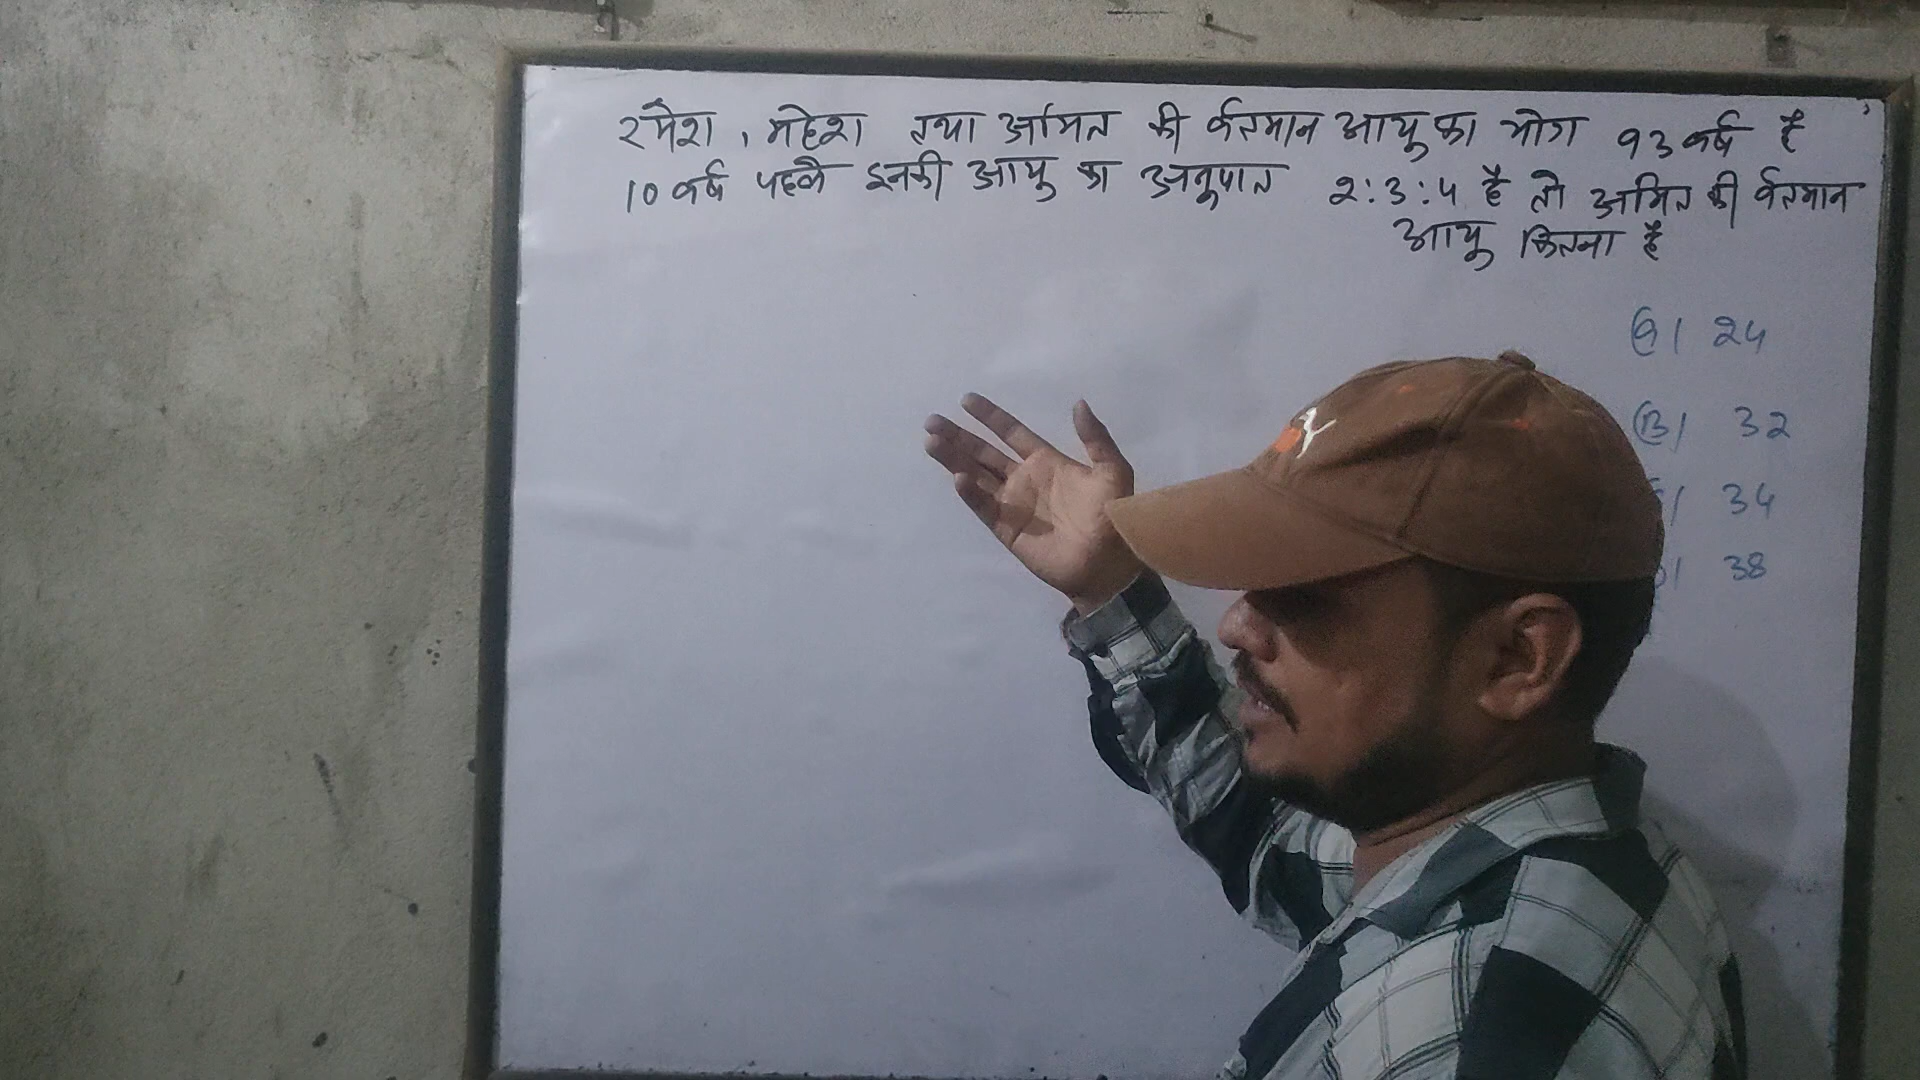 रमेश, महेश तथा अमित की वर्तमान आयु का योग 93 वर्ष है
10 वर्ष पहले इनकी आयु का अनुपात 2:3:4 है तो अमित की वर्तमान
आयु कितना है
24
(B) 32
34
38